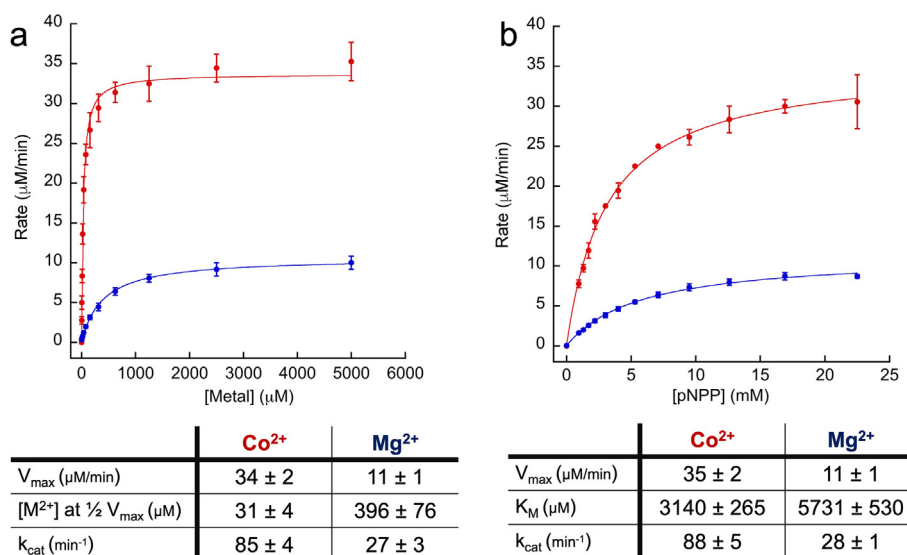 a
Rate (µM/min)
40
35
30
25
20
15
10
5
0
0 1000 2000 3000 4000 5000 6000
[Metal] (µM)
Co²⁺ Mg²⁺
Vmax (µM/min) 34 ± 2 11 ± 1
[M²⁺] at ½ Vmax (µM) 31 ± 4 396 ± 76
kcat (min⁻¹) 85 ± 4 27 ± 3
b
Rate (µM/min)
40
35
30
25
20
15
10
5
0
0 5 10 15 20 25
[pNPP] (mM)
Co²⁺ Mg²⁺
Vmax (µM/min) 35 ± 2 11 ± 1
KM (µM) 3140 ± 265 5731 ± 530
kcat (min⁻¹) 88 ± 5 28 ± 1